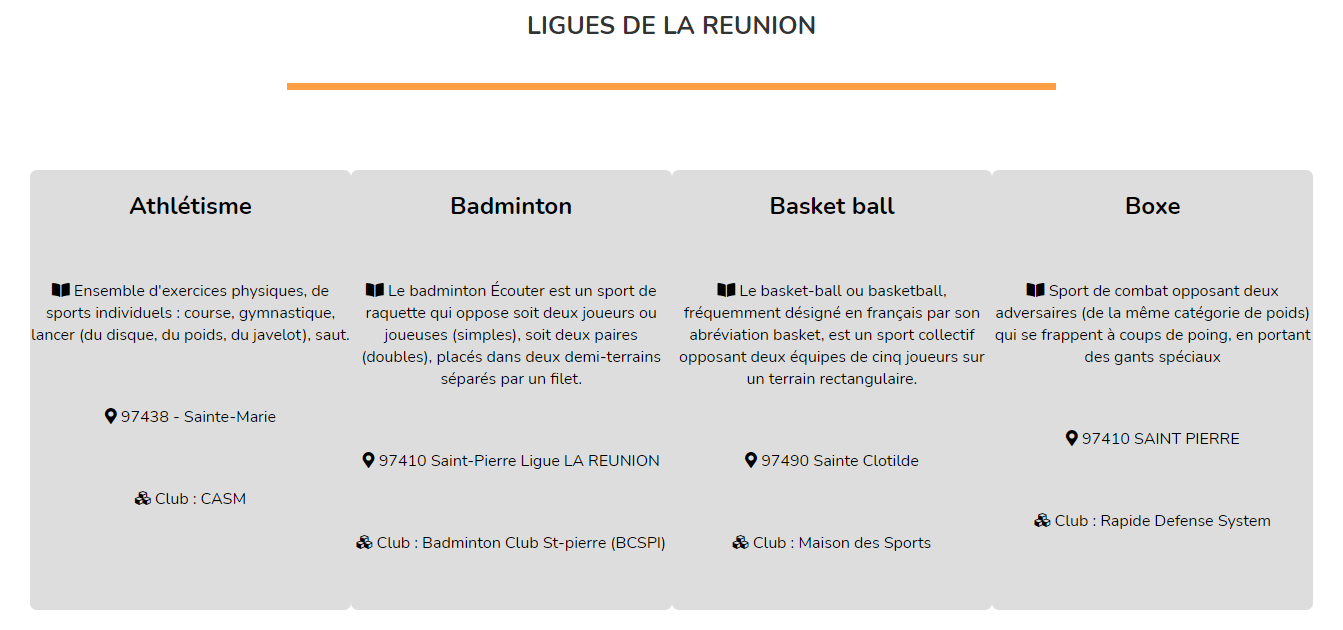 LIGUES DE LA REUNION
Athlétisme
Ensemble d'exercices physiques, de
sports individuels : course, gymnastique,
lancer (du disque, du poids, du javelot), saut.
97438 - Sainte-Marie
Club : CASM
Badminton
Le badminton Écouter est un sport de
raquette qui oppose soit deux joueurs ou
joueuses (simples), soit deux paires
(doubles), placés dans deux demi-terrains
séparés par un filet.
97410 Saint-Pierre Ligue LA REUNION
Club : Badminton Club St-pierre (BCSPI)
Basket ball
Le basket-ball ou basketball,
fréquemment désigné en français par son
abréviation basket, est un sport collectif
opposant deux équipes de cinq joueurs sur
un terrain rectangulaire.
97490 Sainte Clotilde
Club : Maison des Sports
Boxe
Sport de combat opposant deux
adversaires (de la même catégorie de poids)
qui se frappent à coups de poing, en portant
des gants spéciaux
97410 SAINT PIERRE
Club : Rapide Defense System